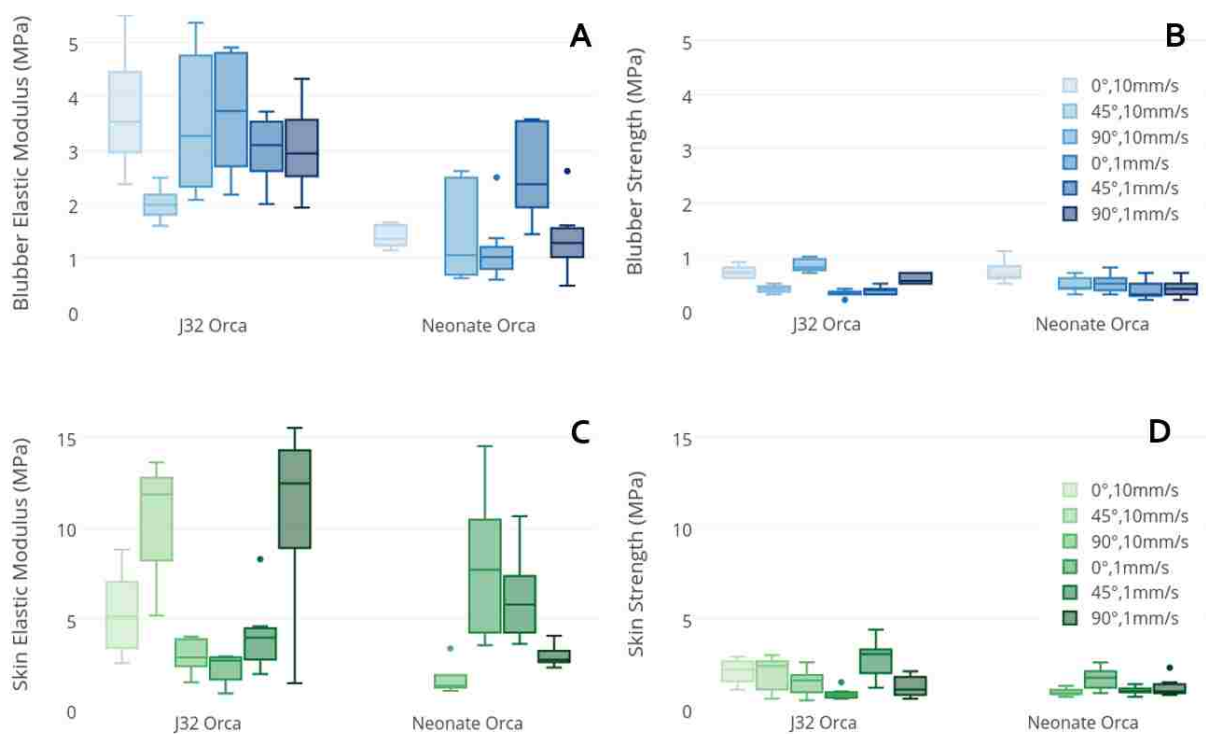 A
Blubber Elastic Modulus (MPa)
5
4
3
2
1
0
J32 Orca
Neonate Orca
B
Blubber Strength (MPa)
5
4
3
2
1
0
0°,10mm/s
45°,10mm/s
90°,10mm/s
0°,1mm/s
45°,1mm/s
90°,1mm/s
J32 Orca
Neonate Orca
C
Skin Elastic Modulus (MPa)
15
10
5
0
J32 Orca
Neonate Orca
D
Skin Strength (MPa)
15
10
5
0
0°,10mm/s
45°,10mm/s
90°,10mm/s
0°,1mm/s
45°,1mm/s
90°,1mm/s
J32 Orca
Neonate Orca